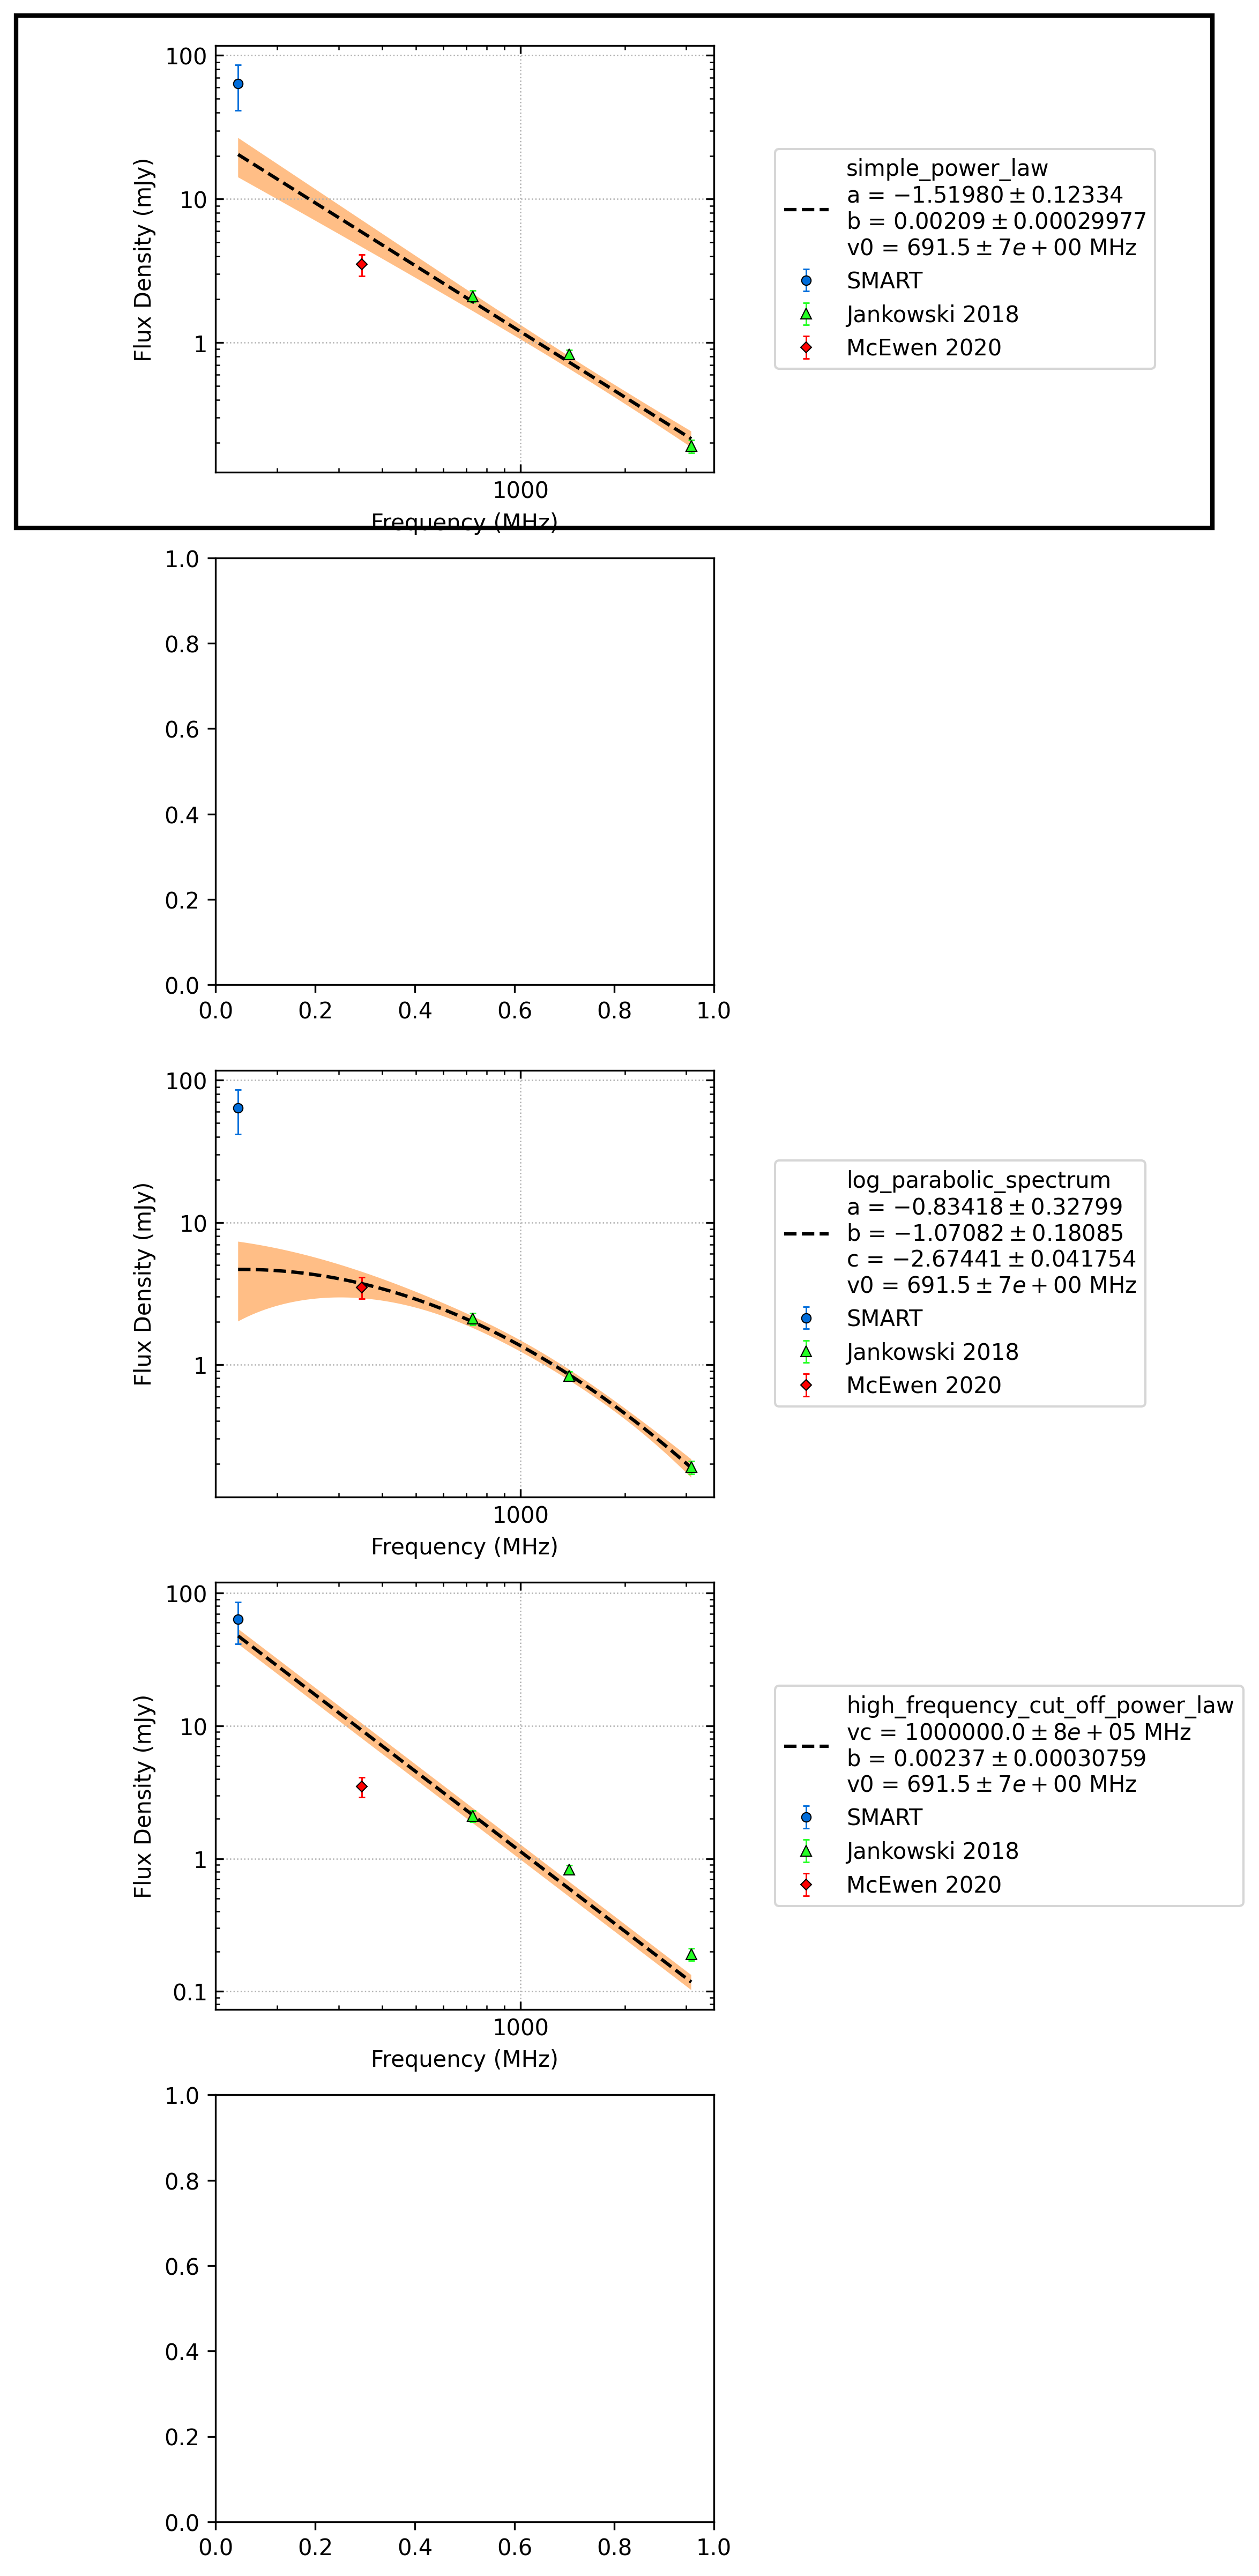 100
10
1
Flux Density (mJy)
1000
Frequency (MHz)
simple_power_law
a = −1.51980 ± 0.12334
b = 0.00209 ± 0.00029977
v0 = 691.5 ± 7e + 00 MHz
SMART
Jankowski 2018
McEwen 2020
1.0
0.8
0.6
0.4
0.2
0.0
0.0 0.2 0.4 0.6 0.8 1.0
100
10
1
Flux Density (mJy)
1000
Frequency (MHz)
log_parabolic_spectrum
a = −0.83418 ± 0.32799
b = −1.07082 ± 0.18085
c = −2.67441 ± 0.041754
v0 = 691.5 ± 7e + 00 MHz
SMART
Jankowski 2018
McEwen 2020
100
10
1
0.1
Flux Density (mJy)
1000
Frequency (MHz)
high_frequency_cut_off_power_law
vc = 1000000.0 ± 8e + 05 MHz
b = 0.00237 ± 0.00030759
v0 = 691.5 ± 7e + 00 MHz
SMART
Jankowski 2018
McEwen 2020
1.0
0.8
0.6
0.4
0.2
0.0
0.0 0.2 0.4 0.6 0.8 1.0